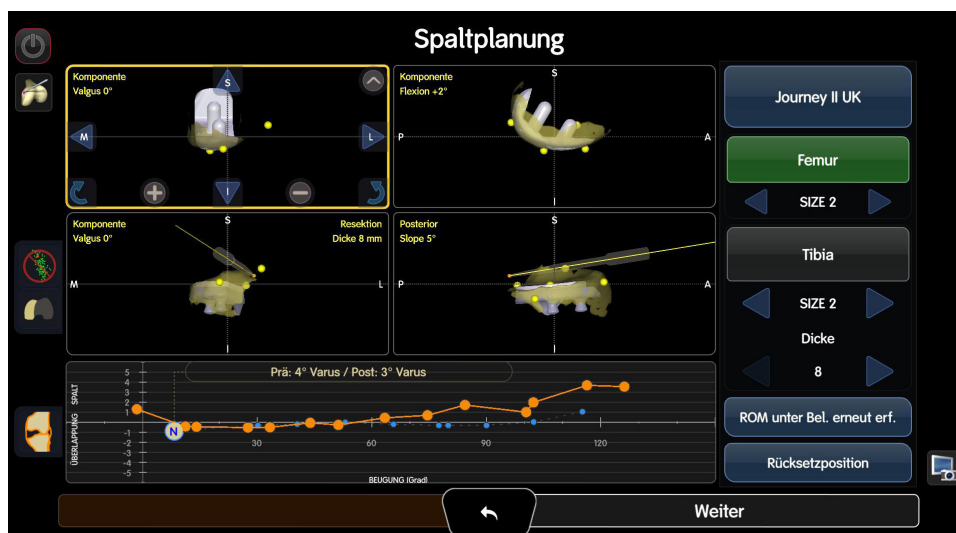 Spaltplanung
Komponente
Valgus 0°
S
M
L
I
Komponente
Flexion +2°
S
P
A
I
Komponente
Valgus 0°
Resektion
Dicke 8 mm
S
M
L
I
Posterior
Slope 5°
S
P
A
I
Journey II UK
Femur
SIZE 2
Tibia
SIZE 2
Dicke
8
ROM unter Bel. erneut erf.
Rücksetzposition
Prä: 4° Varus / Post: 3° Varus
ÜBERLAPPUNG SPALT
5
4
3
2
1
-1
-2
-3
-4
-5
N
30
60
90
120
BEUGUNG (Grad)
Weiter